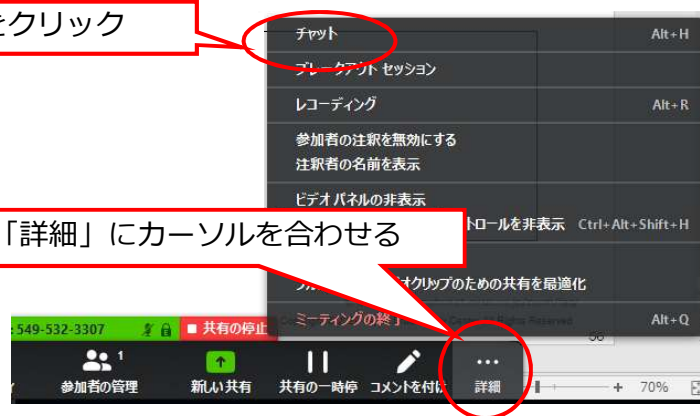 をクリック
チャット Alt+H
ブレークアウト セッション
レコーディング Alt+R
参加者の注釈を無効にする
注釈者の名前を表示
ビデオ パネルの非表示
「詳細」にカーソルを合わせる
トロールを非表示 Ctrl+Alt+Shift+H
オクリップのための共有を最適化
ミーティングの終 Alt+Q
549-532-3307 共有の停止
56
1
参加者の管理 新しい共有 共有の一時停 コメントを付け 詳細
70%